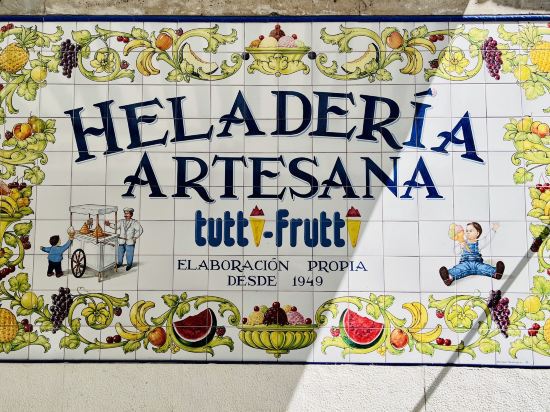 HELADERÍA
ARTESANA
tutti-frutti
ELABORACIÓN PROPIA
DESDE 1949